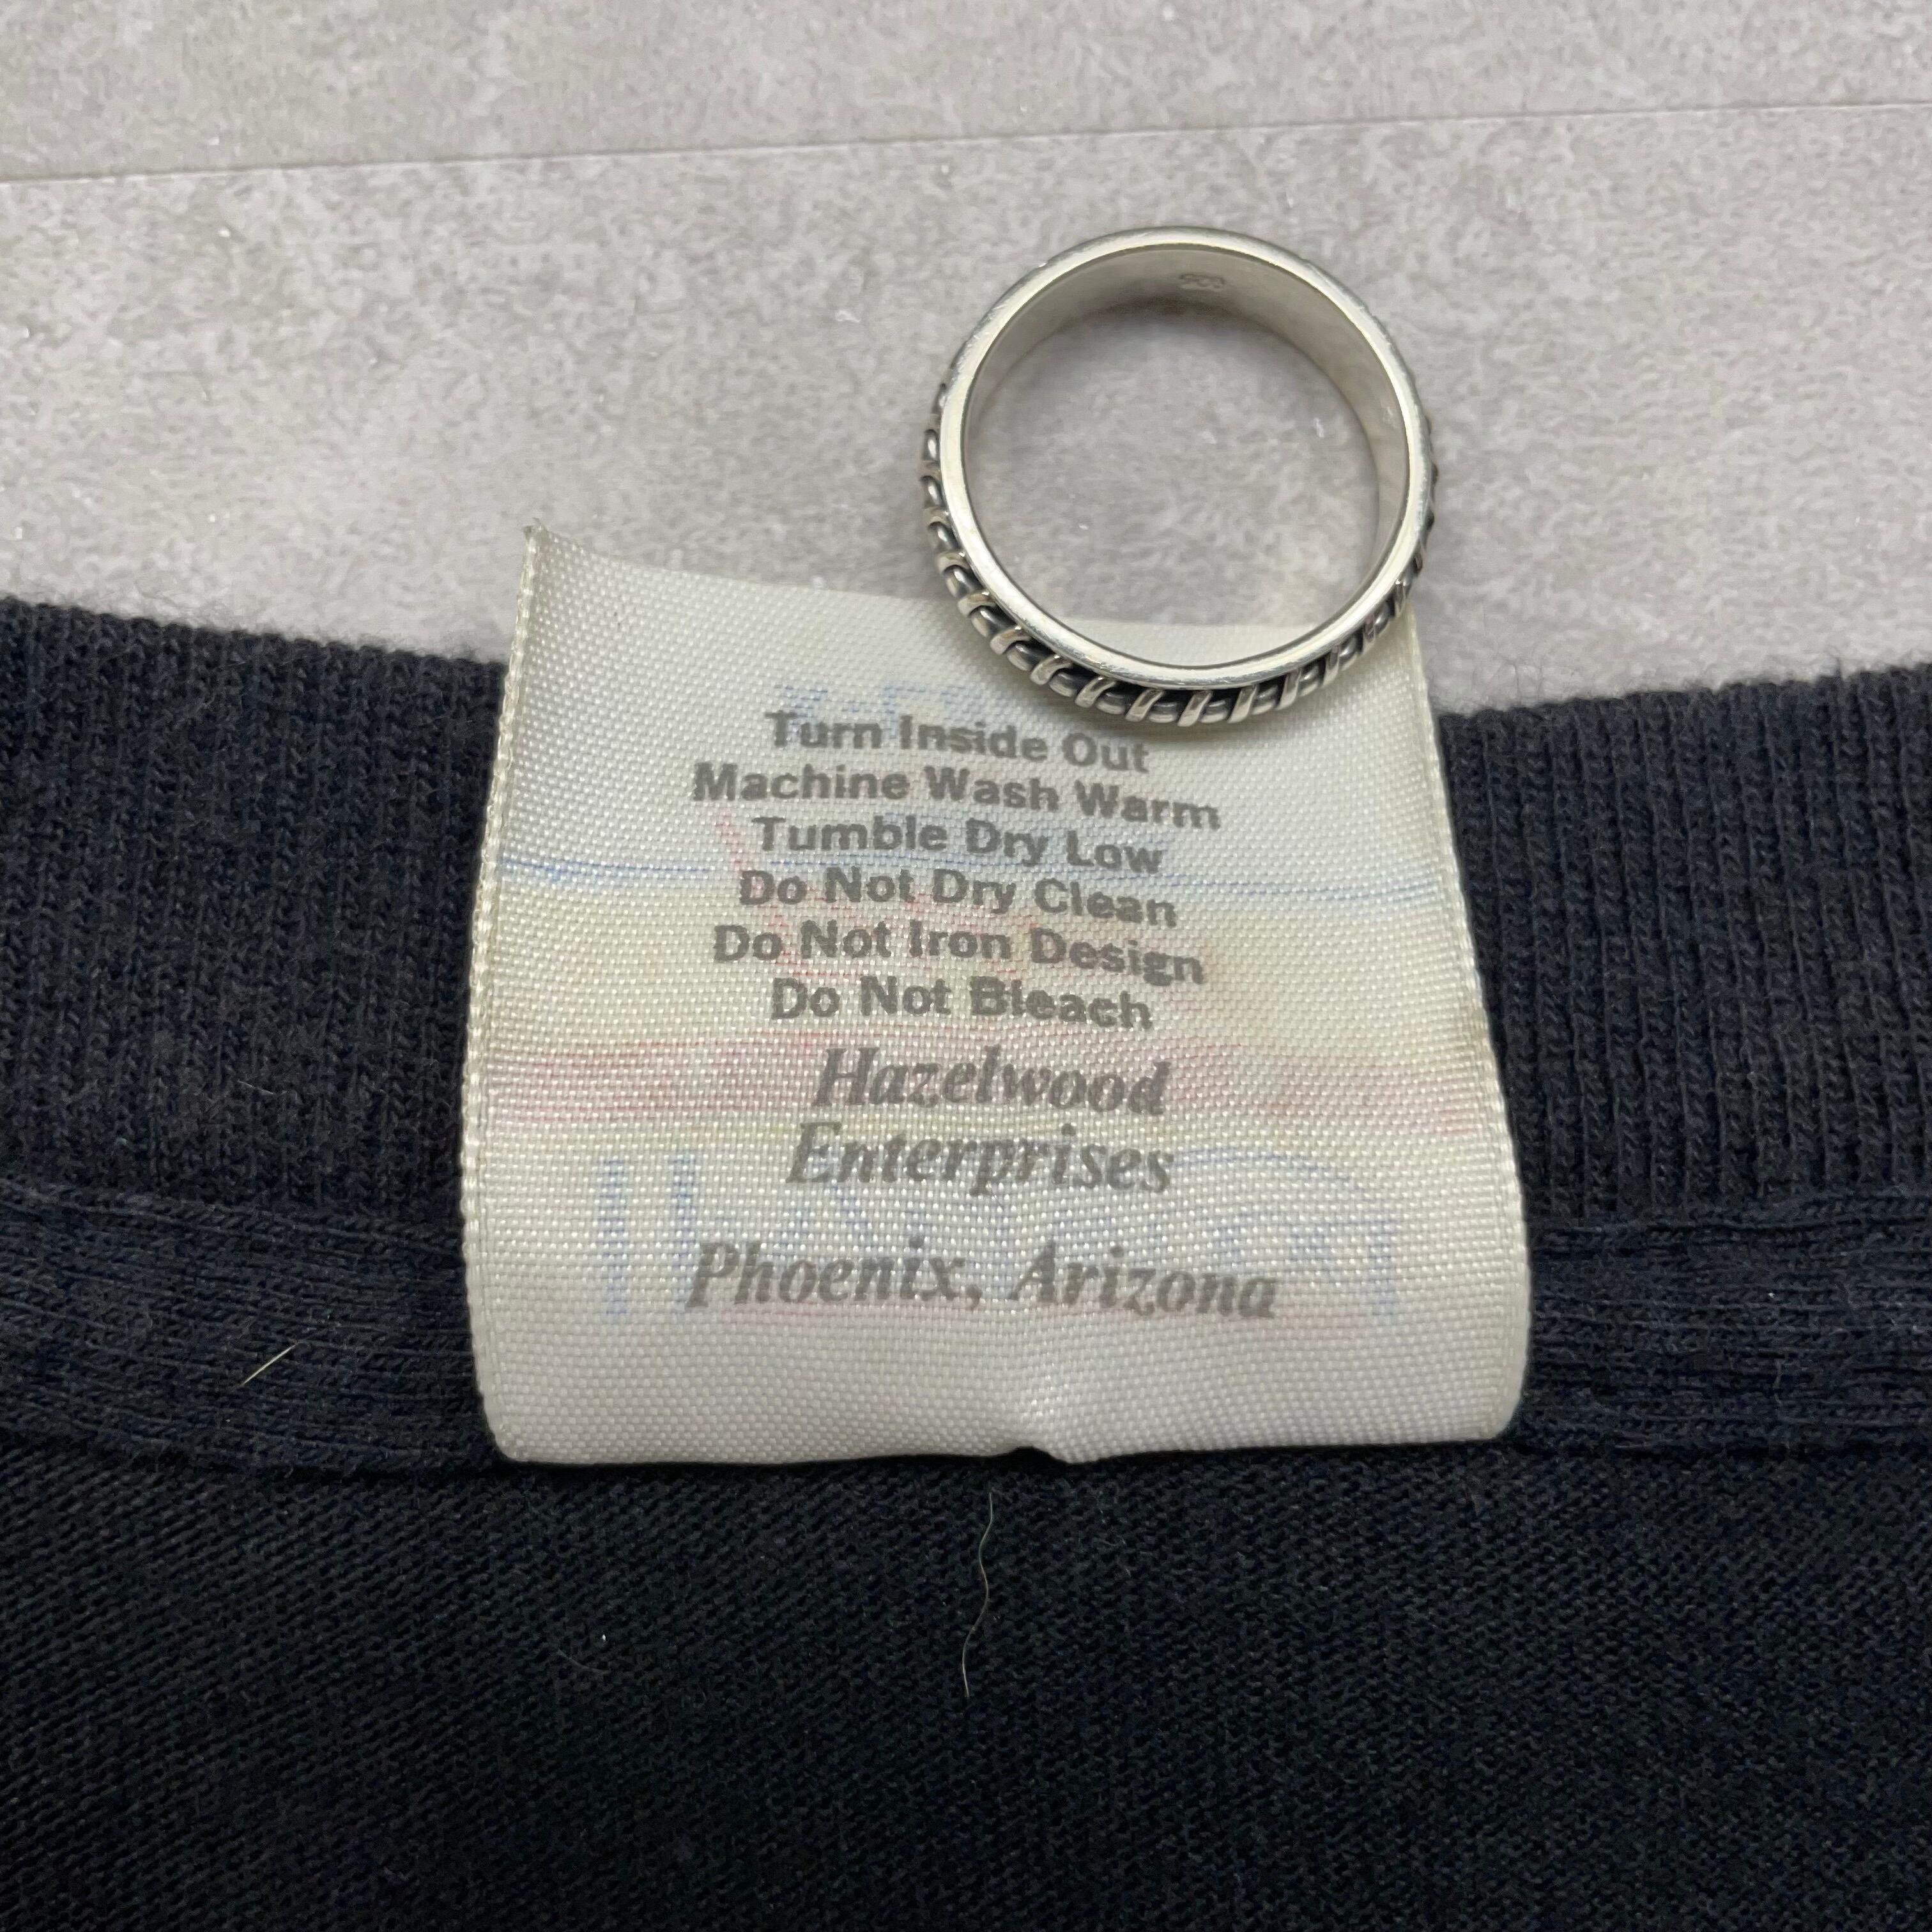 Turn Inside Out
Machine Wash Warm
Tumble Dry Low
Do Not Dry Clean
Do Not Iron Design
Do Not Bleach
Hazelwood
Enterprises
Phoenix, Arizona